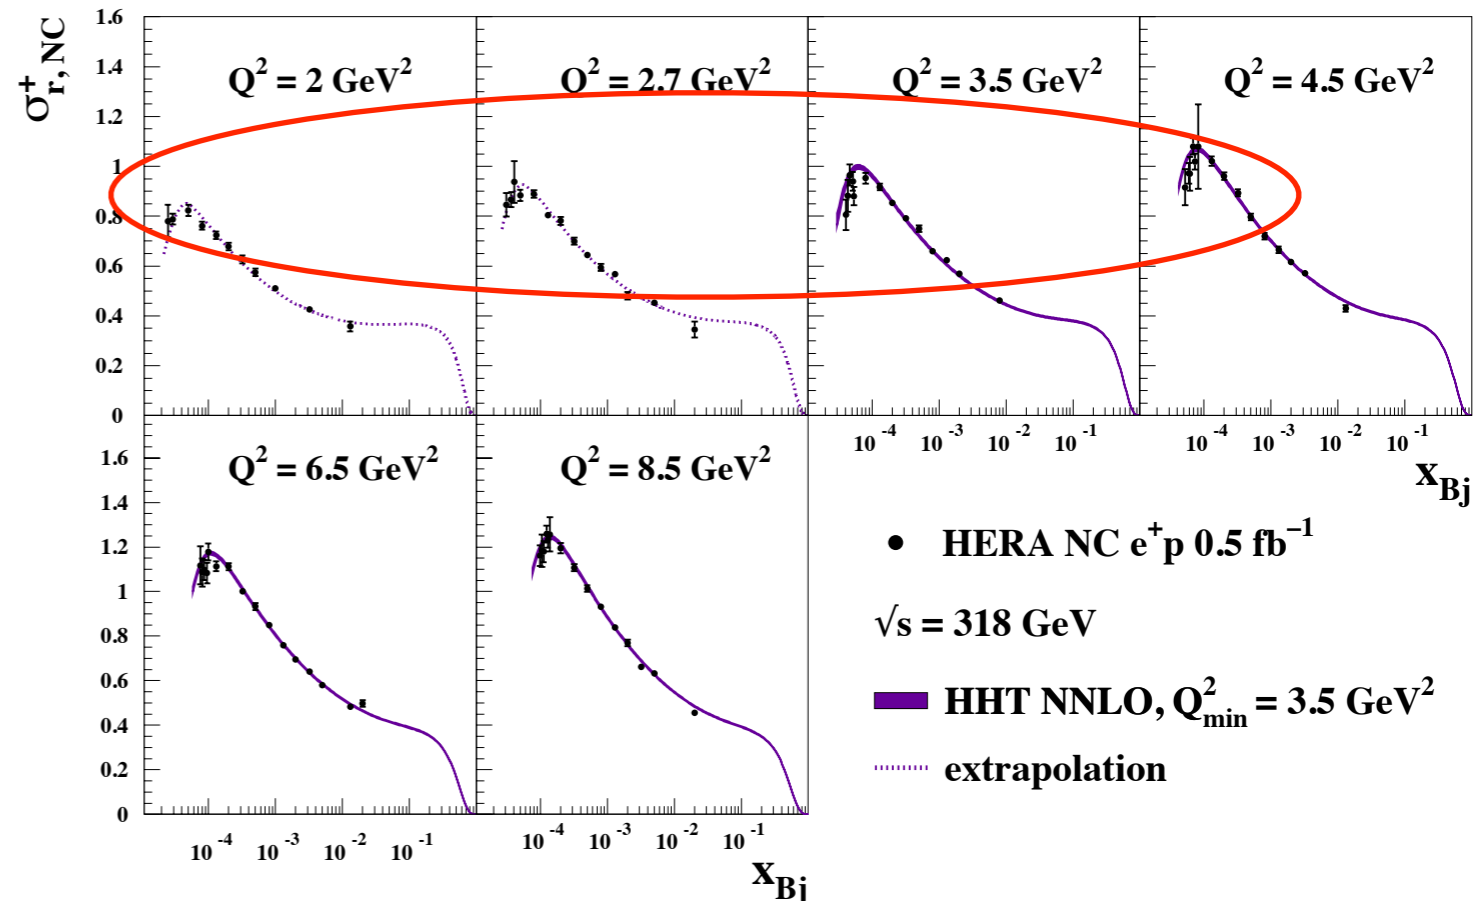 σ⁺r,NC
1.6
1.4
1.2
1
0.8
0.6
0.4
0.2
0
Q² = 2 GeV²
Q² = 2.7 GeV²
Q² = 3.5 GeV²
Q² = 4.5 GeV²
10⁻⁴ 10⁻³ 10⁻² 10⁻¹
10⁻⁴ 10⁻³ 10⁻² 10⁻¹
xBj
1.6
1.4
1.2
1
0.8
0.6
0.4
0.2
0
Q² = 6.5 GeV²
Q² = 8.5 GeV²
10⁻⁴ 10⁻³ 10⁻² 10⁻¹
10⁻⁴ 10⁻³ 10⁻² 10⁻¹
xBj
HERA NC e⁺p 0.5 fb⁻¹
√s = 318 GeV
HHT NNLO, Q²min = 3.5 GeV²
extrapolation